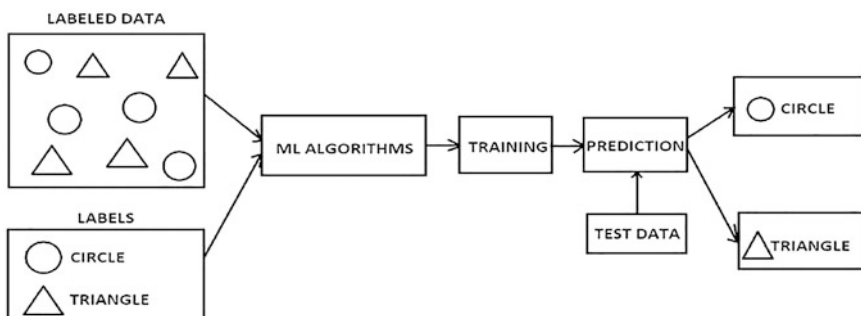 LABELED DATA
LABELS
CIRCLE
TRIANGLE
ML ALGORITHMS
TRAINING
PREDICTION
TEST DATA
CIRCLE
TRIANGLE